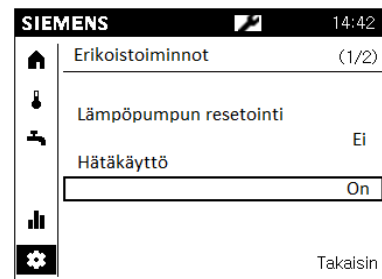 SIEMENS 14:42
Erikoistoiminnot (1/2)
Lämpöpumpun resetointi
Ei
Hätäkäyttö
On
Takaisin